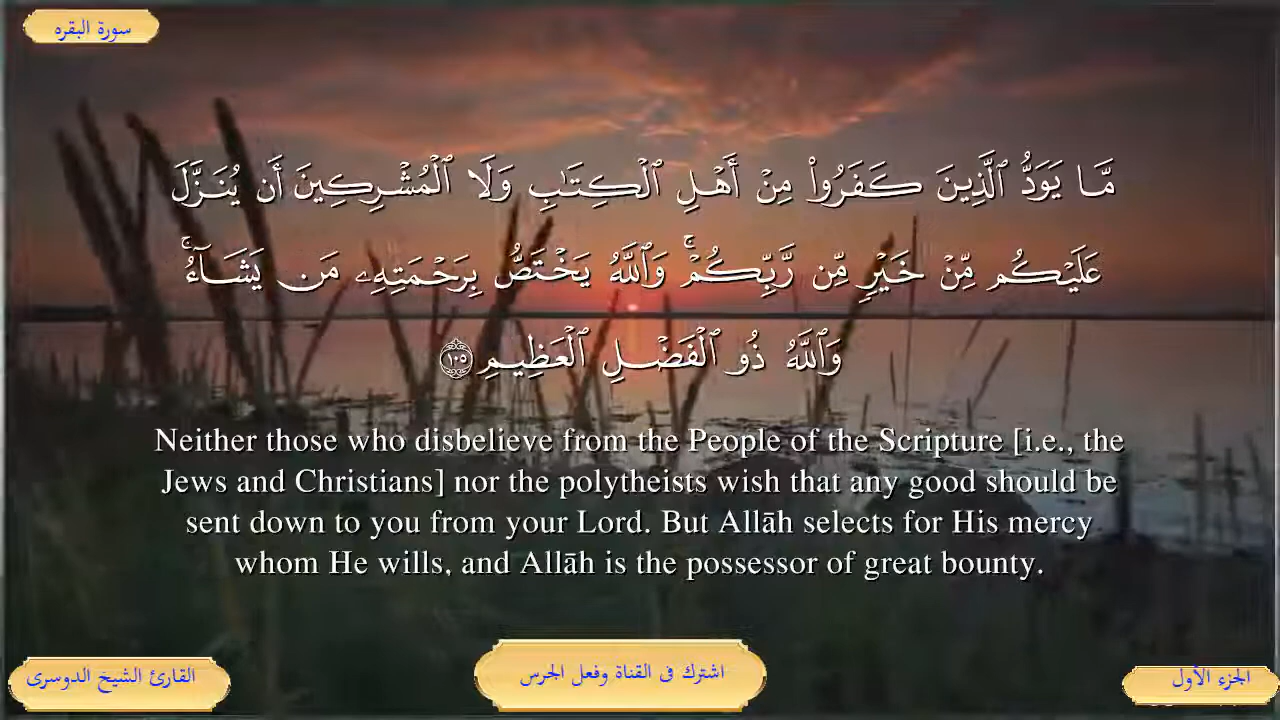 سورة البقره
مَّا يَوَدُّ ٱلَّذِينَ كَفَرُوا۟ مِنْ أَهْلِ ٱلْكِتَـٰبِ وَلَا ٱلْمُشْرِكِينَ أَن يُنَزَّلَ
عَلَيْكُم مِّنْ خَيْرٍ مِّن رَّبِّكُمْ ۚ وَٱللَّهُ يَخْتَصُّ بِرَحْمَتِهِۦ مَن يَشَآءُ ۚ
وَٱللَّهُ ذُو ٱلْفَضْلِ ٱلْعَظِيمِ ١٠٥
Neither those who disbelieve from the People of the Scripture [i.e., the
Jews and Christians] nor the polytheists wish that any good should be
sent down to you from your Lord. But Allāh selects for His mercy
whom He wills, and Allāh is the possessor of great bounty.
الجزء الأول
اشترك فى القناة وفعل الجرس
القارئ الشيخ الدوسرى